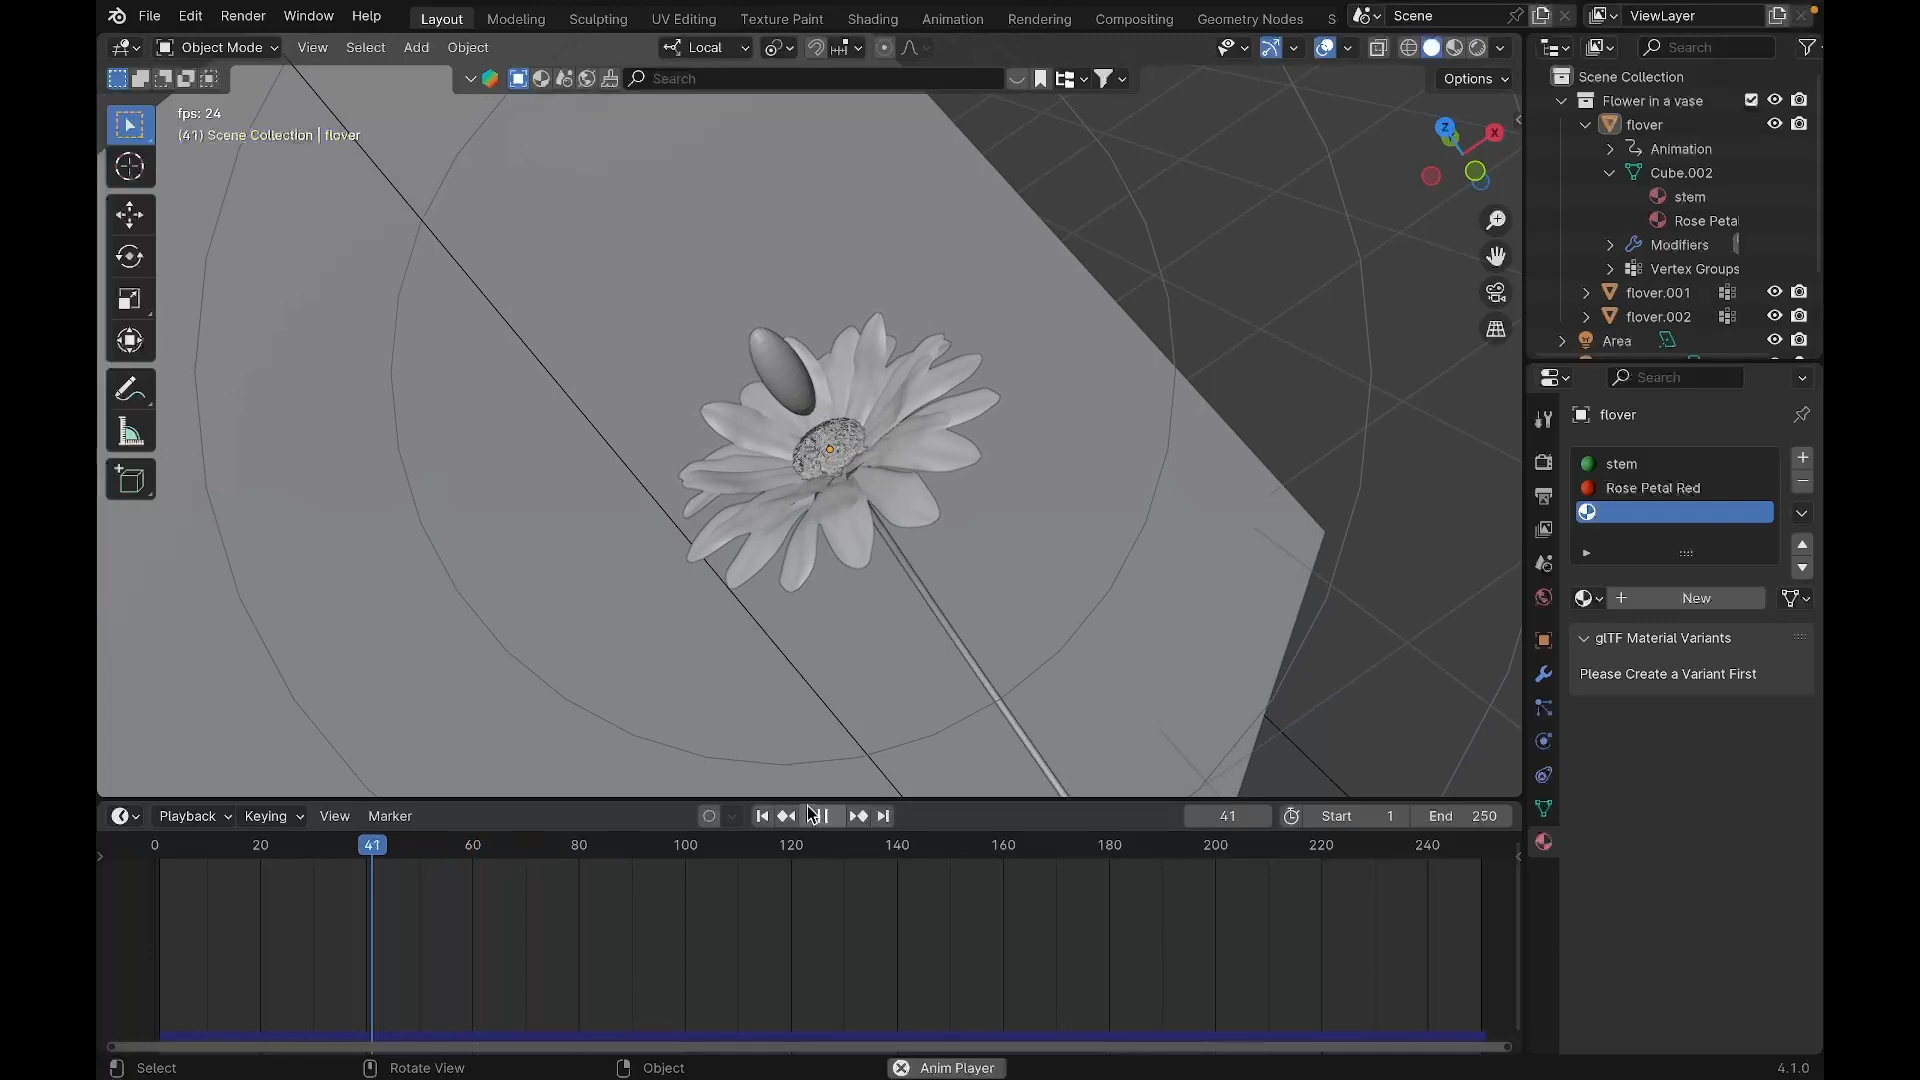 File Edit Render Window Help Layout Modeling Sculpting UV Editing Texture Paint Shading Animation Rendering Compositing Geometry Nodes S Scene ViewLayer
Object Mode View Select Add Object Local Search
Search Options
Scene Collection
fps: 24 Flower in a vase
(41) Scene Collection | flover flover
Z X
Animation
Cube.002
stem
Rose Petal
Modifiers
Vertex Groups
flover.001
flover.002
Area
Search
flover
stem
Rose Petal Red
+ New
glTF Material Variants
Please Create a Variant First
Playback Keying View Marker 41 Start 1 End 250
0 20 41 60 80 100 120 140 160 180 200 220 240
Select Rotate View Object Anim Player 4.1.0